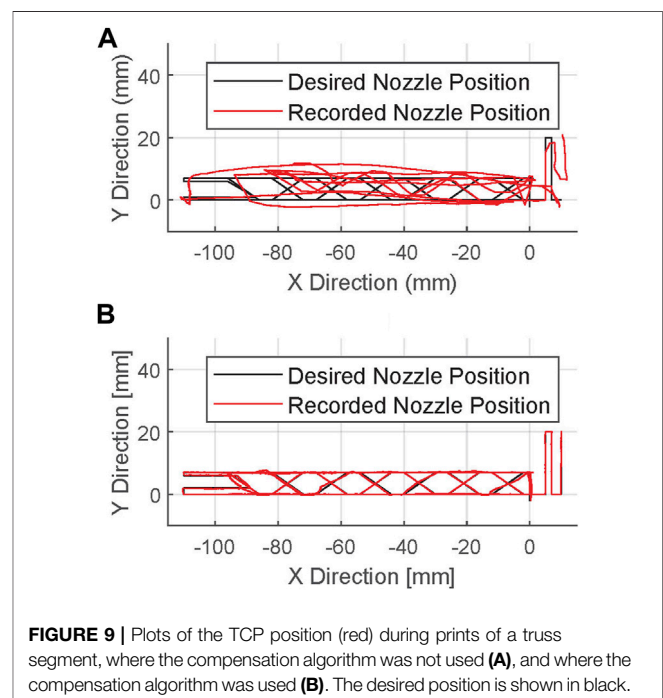 A
Y Direction (mm)
40
20
0
Desired Nozzle Position
Recorded Nozzle Position
-100 -80 -60 -40 -20 0
X Direction (mm)
B
Y Direction [mm]
40
20
0
Desired Nozzle Position
Recorded Nozzle Position
-100 -80 -60 -40 -20 0
X Direction [mm]
FIGURE 9 | Plots of the TCP position (red) during prints of a truss
segment, where the compensation algorithm was not used (A), and where the
compensation algorithm was used (B). The desired position is shown in black.